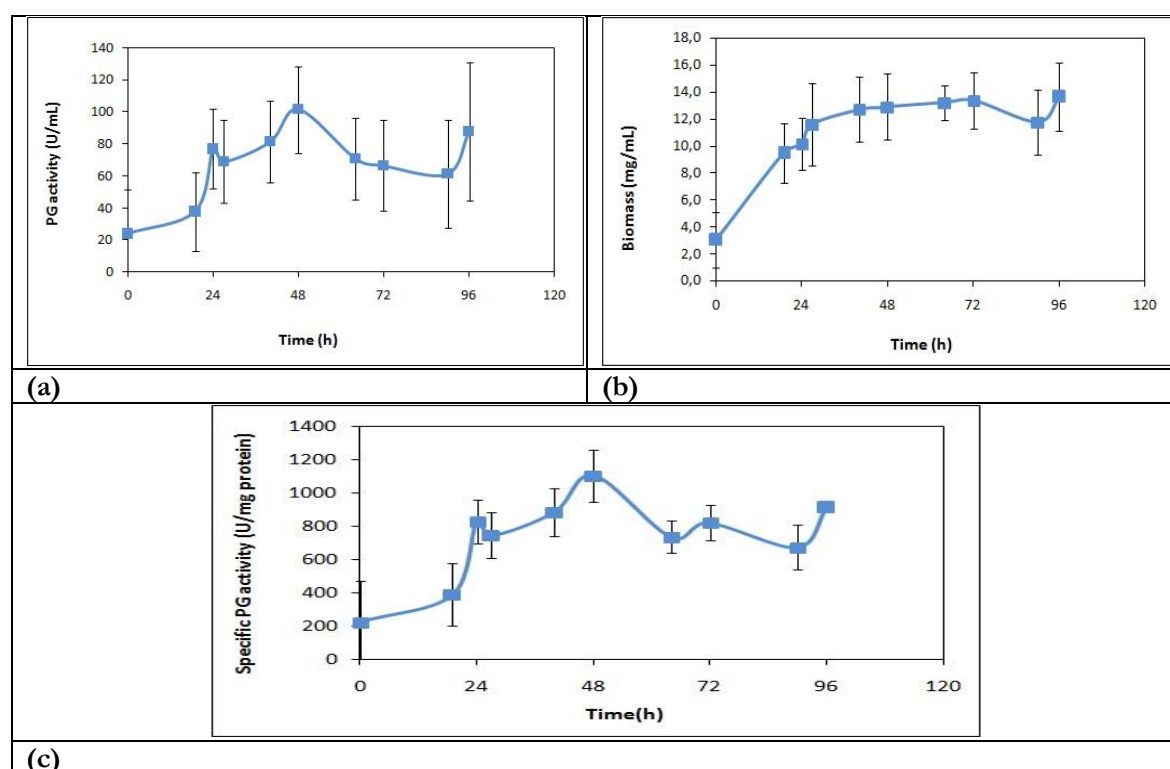 PG activity (U/mL)
140
120
100
80
60
40
20
0
0 24 48 72 96 120
Time (h)
(a)
Biomass (mg/mL)
18,0
16,0
14,0
12,0
10,0
8,0
6,0
4,0
2,0
0,0
0 24 48 72 96 120
Time (h)
(b)
Specific PG activity (U/mg protein)
1400
1200
1000
800
600
400
200
0
0 24 48 72 96 120
Time(h)
(c)